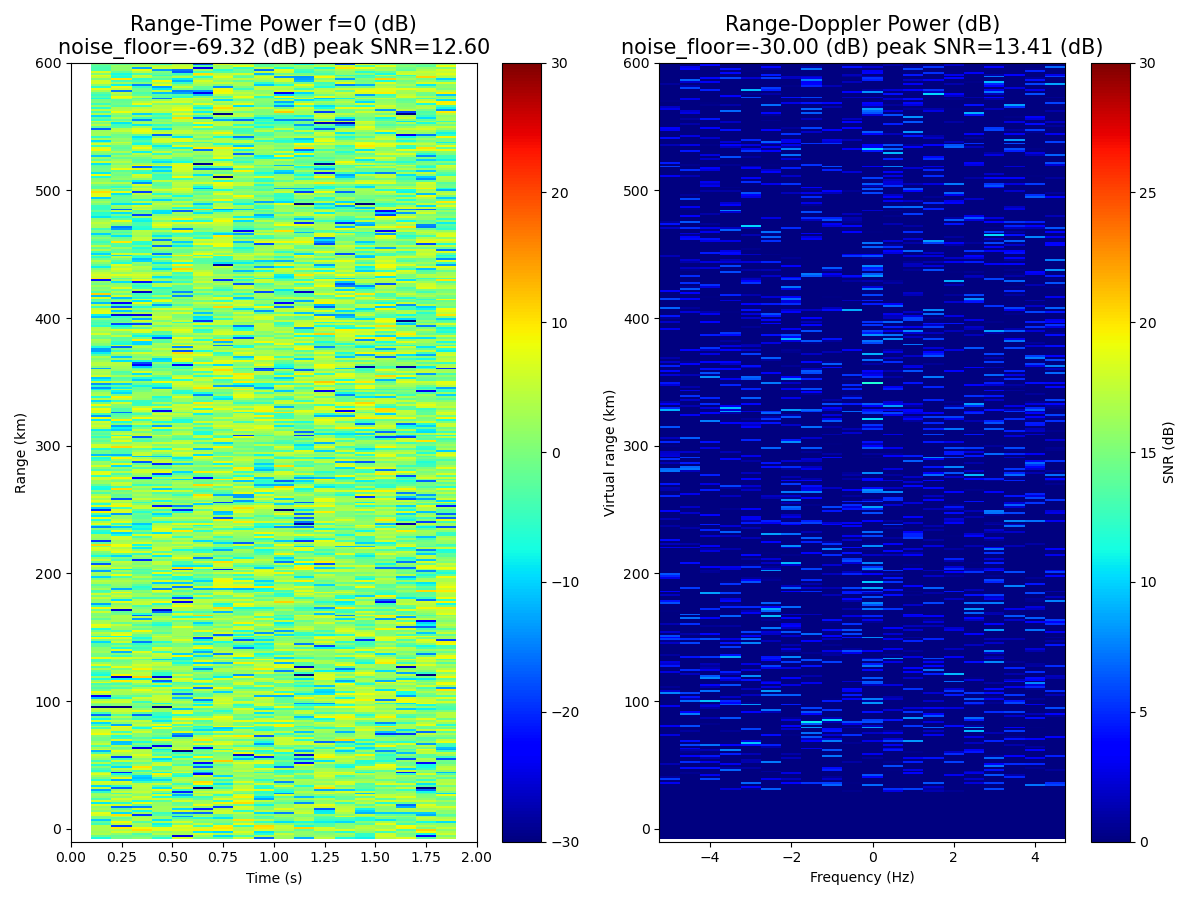 Range-Time Power f=0 (dB)
noise_floor=-69.32 (dB) peak SNR=12.60
600
500
400
300
200
100
0
Range (km)
0.00 0.25 0.50 0.75 1.00 1.25 1.50 1.75 2.00
Time (s)
30
20
10
0
−10
−20
−30
Range-Doppler Power (dB)
noise_floor=-30.00 (dB) peak SNR=13.41 (dB)
600
500
400
300
200
100
0
Virtual range (km)
−4 −2 0 2 4
Frequency (Hz)
30
25
20
15
10
5
0
SNR (dB)